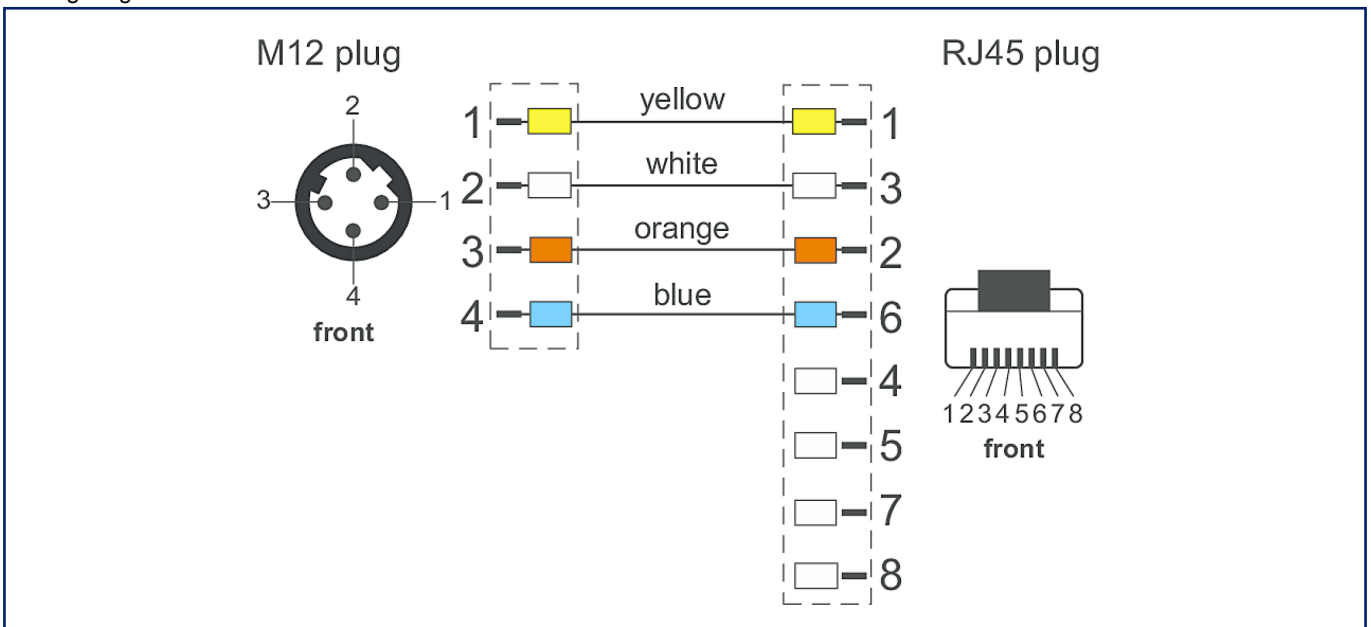 M12 plug
RJ45 plug
2
3
1
4
front
1 yellow 1
2 white 3
3 orange 2
4 blue 6
4
5
7
8
12345678
front